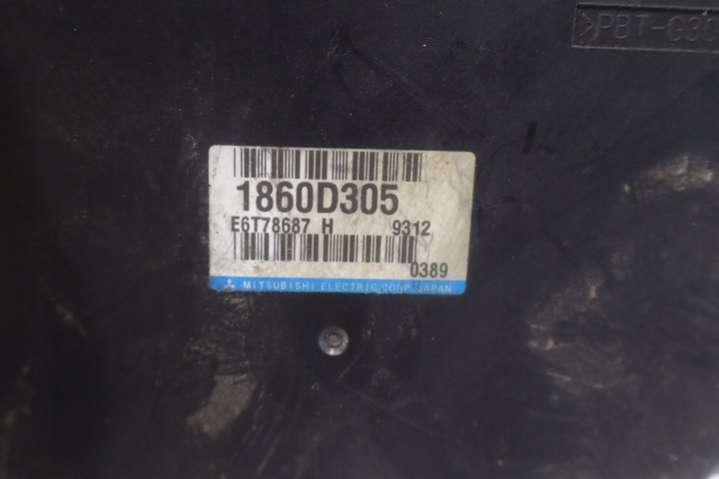 >PBT-G30
1860D305
E6T78687 H 9312
0389
MITSUBISHI ELECTRIC CORP. JAPAN